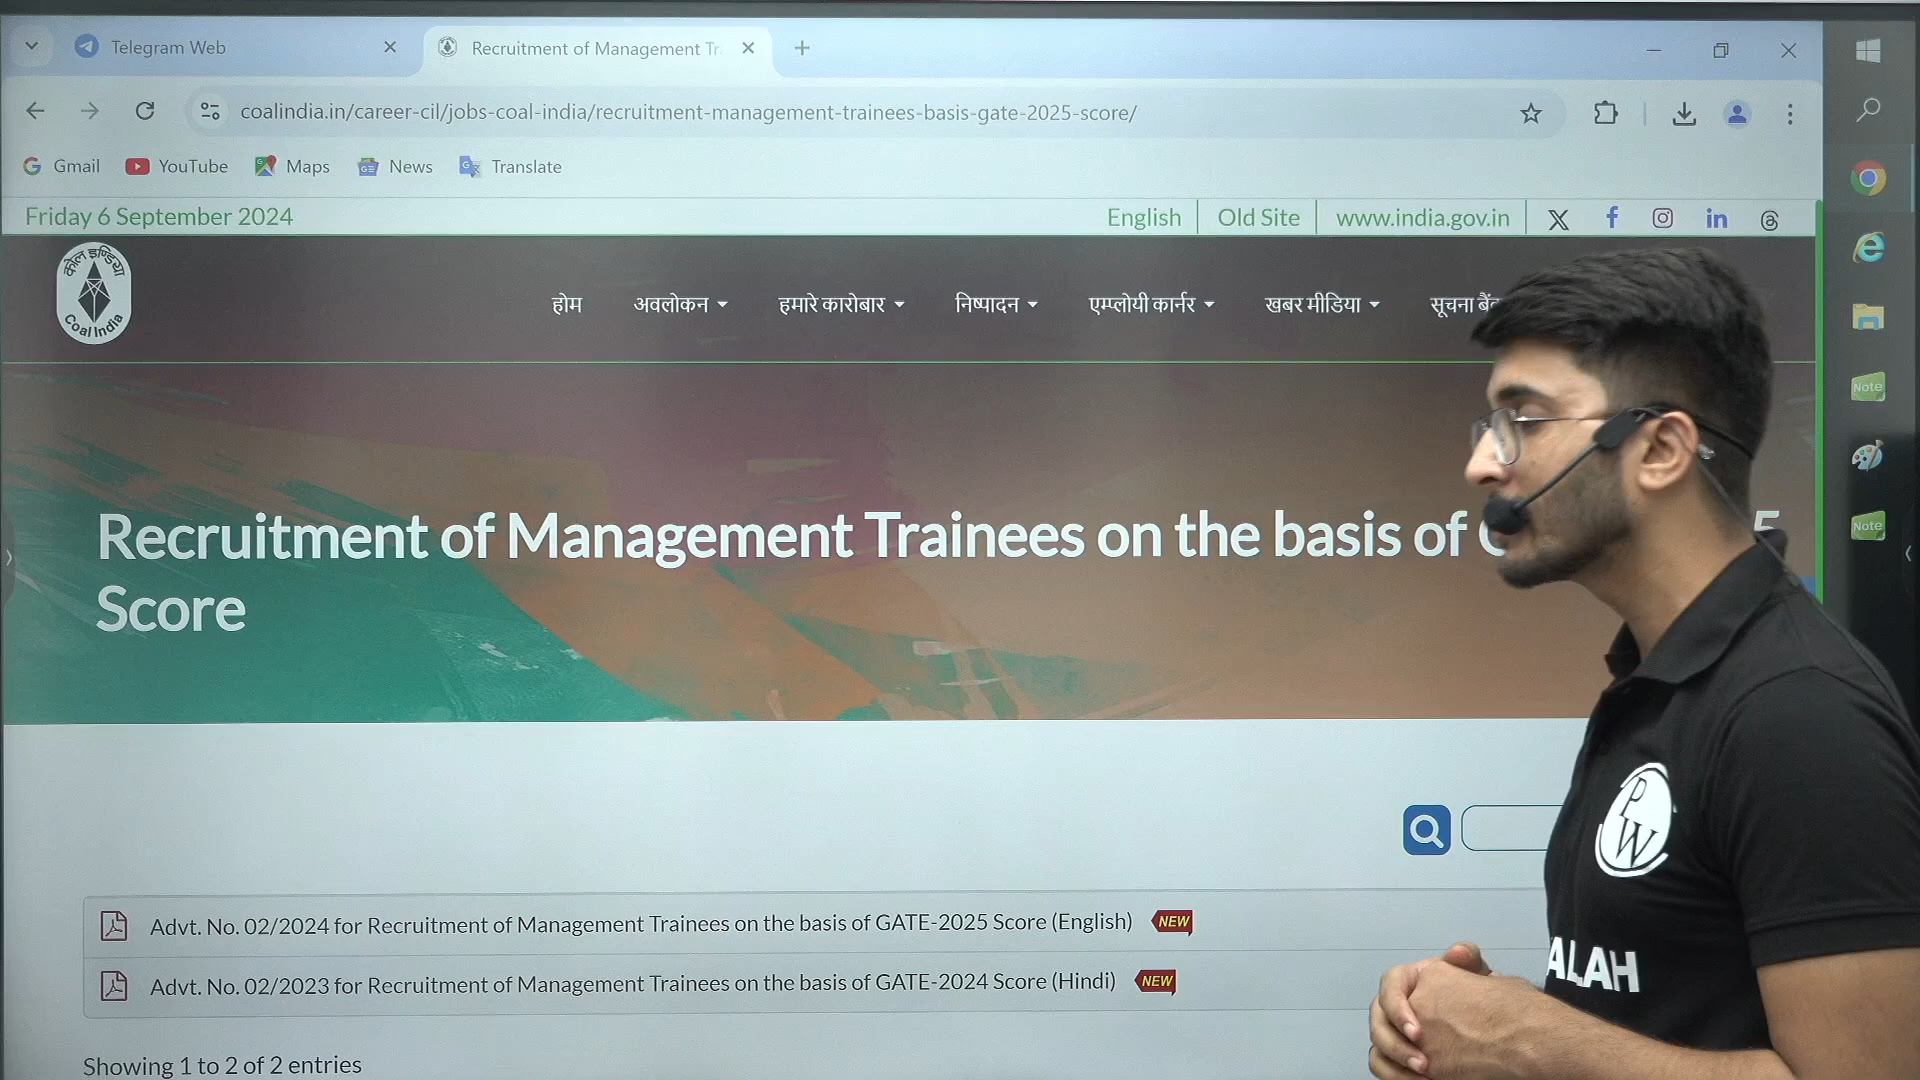 Telegram Web
Recruitment of Management Tr
coalindia.in/career-cil/jobs-coal-india/recruitment-management-trainees-basis-gate-2025-score/
Gmail YouTube Maps News Translate
Friday 6 September 2024
English Old Site www.india.gov.in
कोल इण्डिया
Coal India
होम अवलोकन हमारे कारोबार निष्पादन एम्प्लोयी कार्नर खबर मीडिया सूचना
Note
Note
Recruitment of Management Trainees on the basis of 5
Score
PW
ALAH
Advt. No. 02/2024 for Recruitment of Management Trainees on the basis of GATE-2025 Score (English) NEW
Advt. No. 02/2023 for Recruitment of Management Trainees on the basis of GATE-2024 Score (Hindi) NEW
Showing 1 to 2 of 2 entries